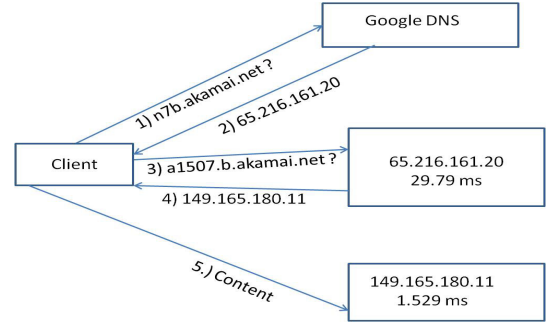 Google DNS
1) n7b.akamai.net ?
2) 65.216.161.20
Client
3) a1507.b.akamai.net ?
65.216.161.20
29.79 ms
4) 149.165.180.11
5.) Content
149.165.180.11
1.529 ms